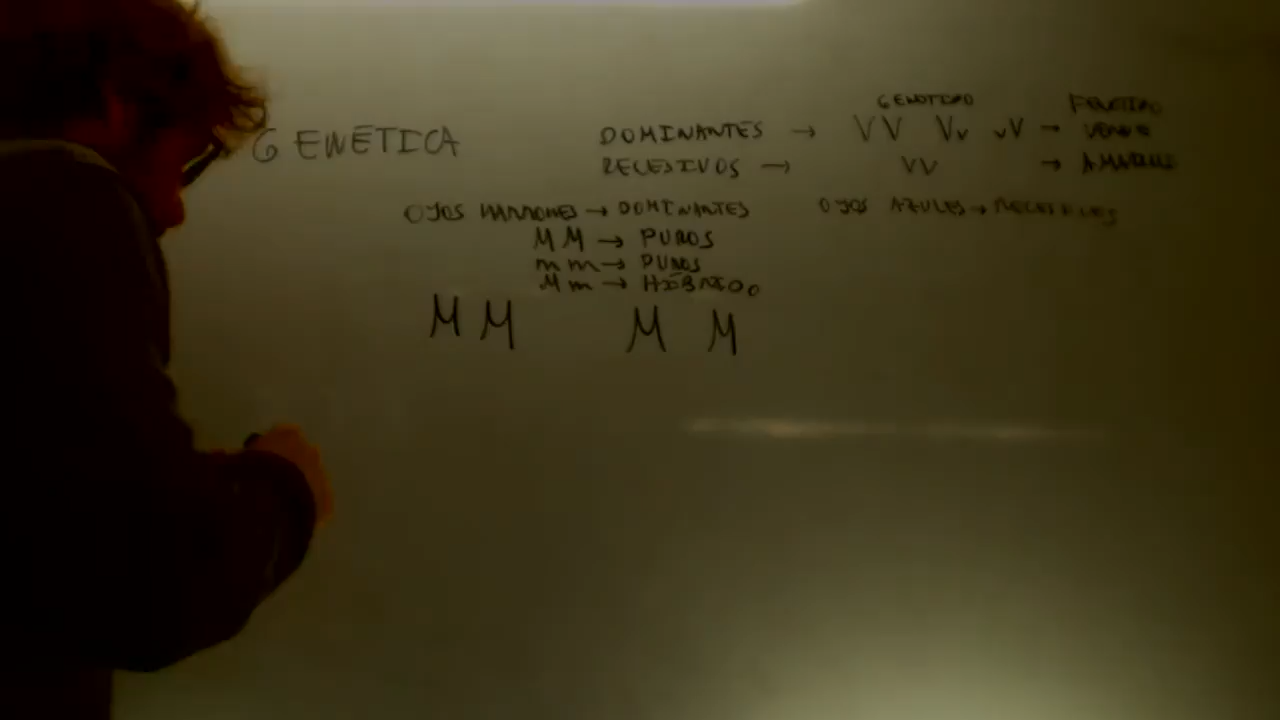 GENOTIPO FENOTIPO
GENÉTICA DOMINANTES → VV Vv vV → VERDE
RECESIVOS → vv → AMARILLO
OJOS MARRONES → DOMINANTES OJOS AZULES → RECESIVOS
MM → PUROS
mm → PUROS
Mm → HÍBRIDO
MM M M